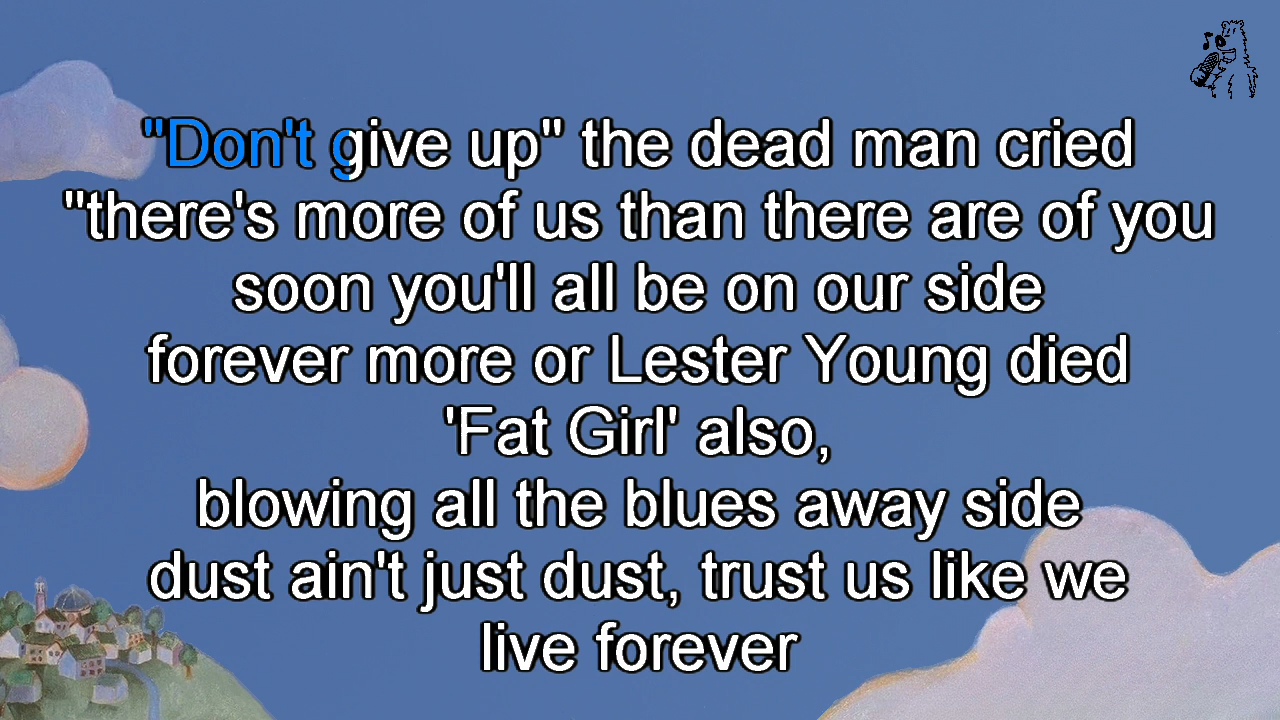 "Don't give up" the dead man cried
"there's more of us than there are of you
soon you'll all be on our side
forever more or Lester Young died
'Fat Girl' also,
blowing all the blues away side
dust ain't just dust, trust us like we
live forever